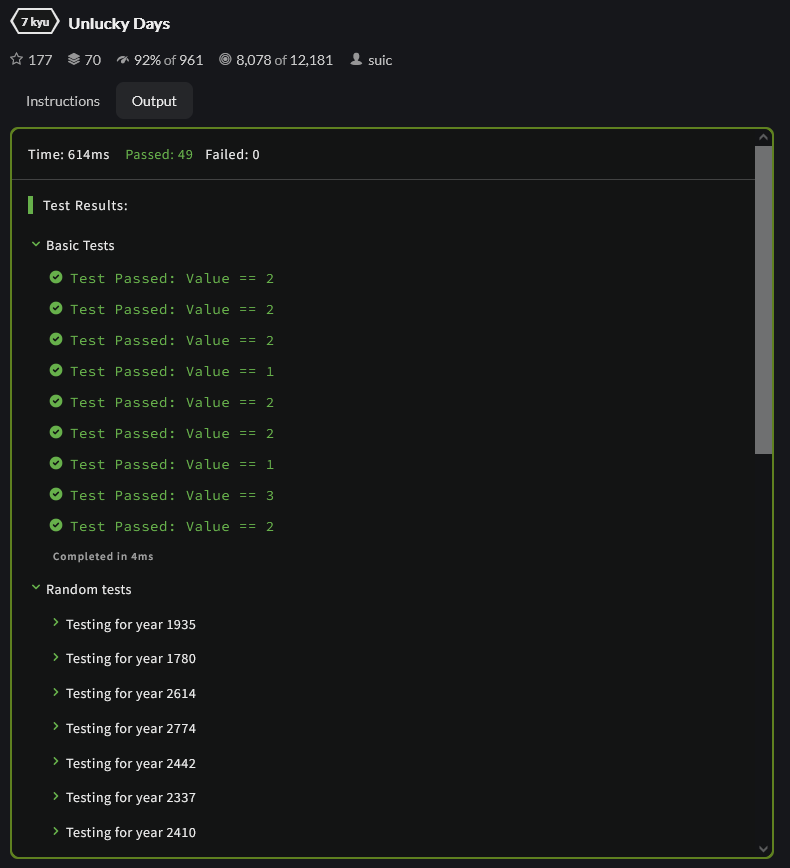 7 kyu Unlucky Days
177 70 92% of 961 8,078 of 12,181 suic
Instructions Output
Time: 614ms Passed: 49 Failed: 0
Test Results:
Basic Tests
Test Passed: Value == 2
Test Passed: Value == 2
Test Passed: Value == 2
Test Passed: Value == 1
Test Passed: Value == 2
Test Passed: Value == 2
Test Passed: Value == 1
Test Passed: Value == 3
Test Passed: Value == 2
Completed in 4ms
Random tests
Testing for year 1935
Testing for year 1780
Testing for year 2614
Testing for year 2774
Testing for year 2442
Testing for year 2337
Testing for year 2410